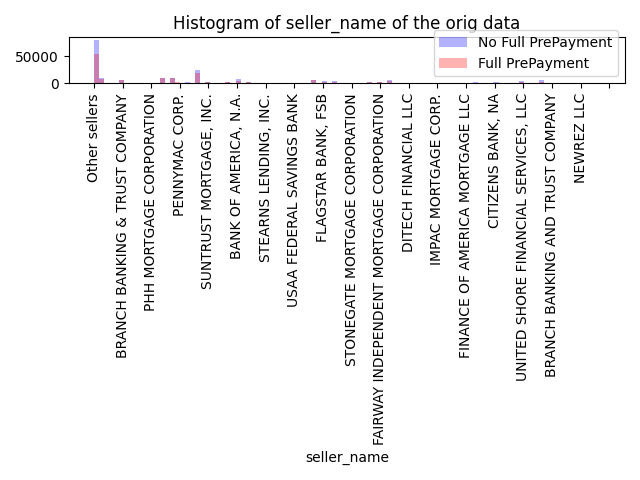 Histogram of seller_name of the orig data
No Full PrePayment
Full PrePayment
50000
0
Other sellers
BRANCH BANKING & TRUST COMPANY
PHH MORTGAGE CORPORATION
PENNYMAC CORP.
SUNTRUST MORTGAGE, INC.
BANK OF AMERICA, N.A.
STEARNS LENDING, INC.
USAA FEDERAL SAVINGS BANK
FLAGSTAR BANK, FSB
STONEGATE MORTGAGE CORPORATION
FAIRWAY INDEPENDENT MORTGAGE CORPORATION
DITECH FINANCIAL LLC
IMPAC MORTGAGE CORP.
FINANCE OF AMERICA MORTGAGE LLC
CITIZENS BANK, NA
UNITED SHORE FINANCIAL SERVICES, LLC
BRANCH BANKING AND TRUST COMPANY
NEWREZ LLC
seller_name